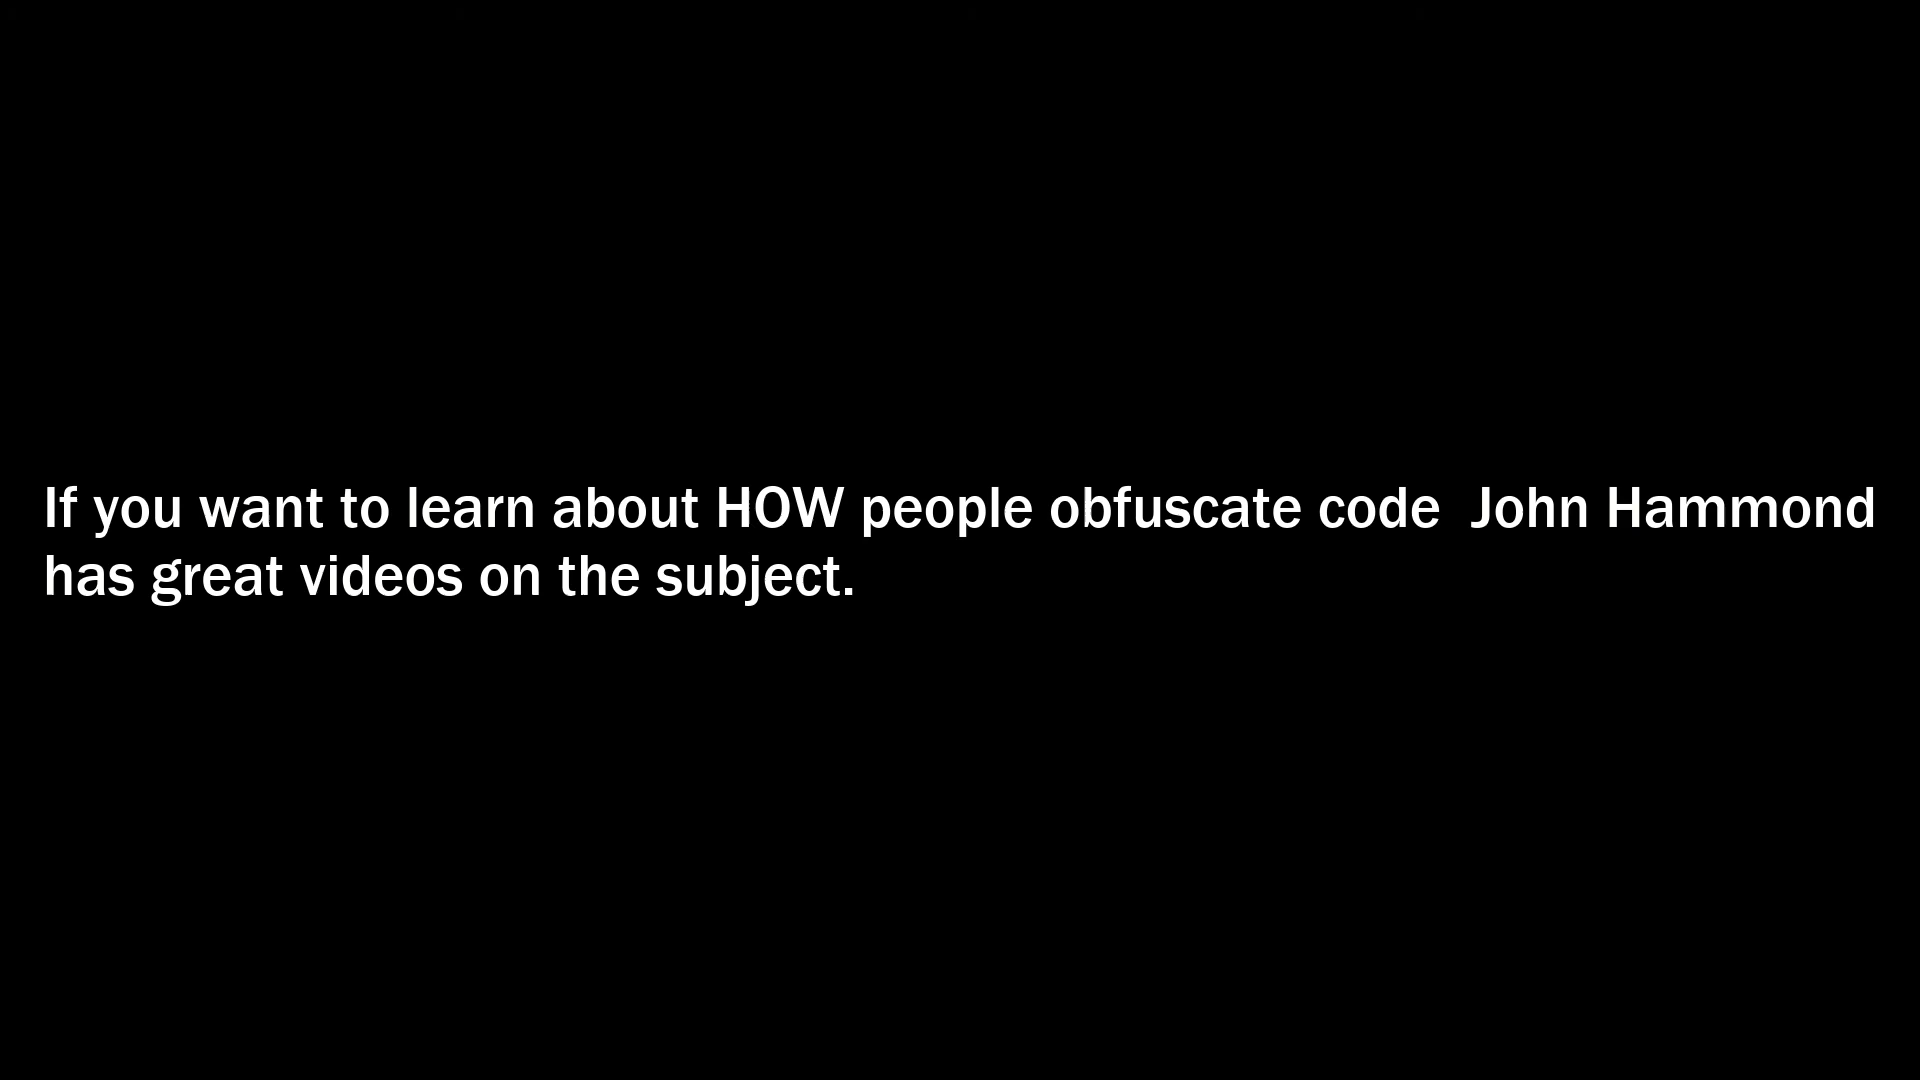 If you want to learn about HOW people obfuscate code  John Hammond
has great videos on the subject.